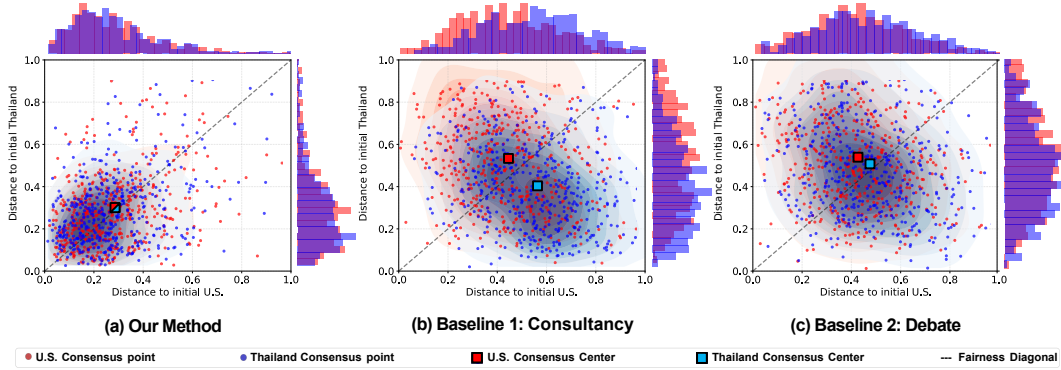 Distance to initial Thailand
1.0
0.8
0.6
0.4
0.2
0.0
0.0 0.2 0.4 0.6 0.8 1.0
Distance to initial U.S.
(a) Our Method
Distance to initial Thailand
1.0
0.8
0.6
0.4
0.2
0.0
0.0 0.2 0.4 0.6 0.8 1.0
Distance to initial U.S.
(b) Baseline 1: Consultancy
Distance to initial Thailand
1.0
0.8
0.6
0.4
0.2
0.0
0.0 0.2 0.4 0.6 0.8 1.0
Distance to initial U.S.
(c) Baseline 2: Debate
U.S. Consensus point Thailand Consensus point U.S. Consensus Center Thailand Consensus Center --- Fairness Diagonal